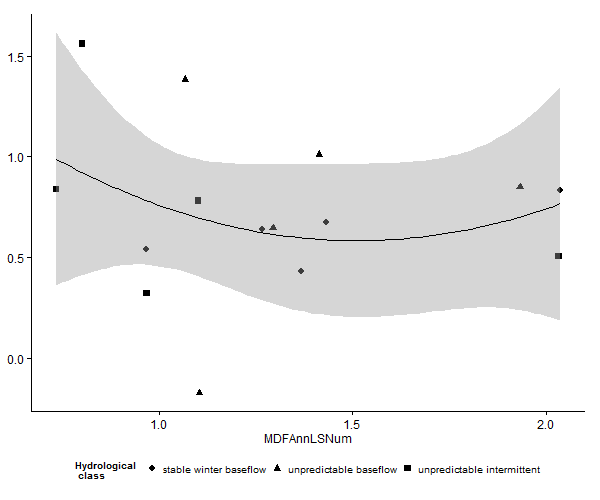 1.5
1.0
0.5
0.0
1.0 1.5 2.0
MDFAnnLSNum
Hydrological
class
stable winter baseflow unpredictable baseflow unpredictable intermittent